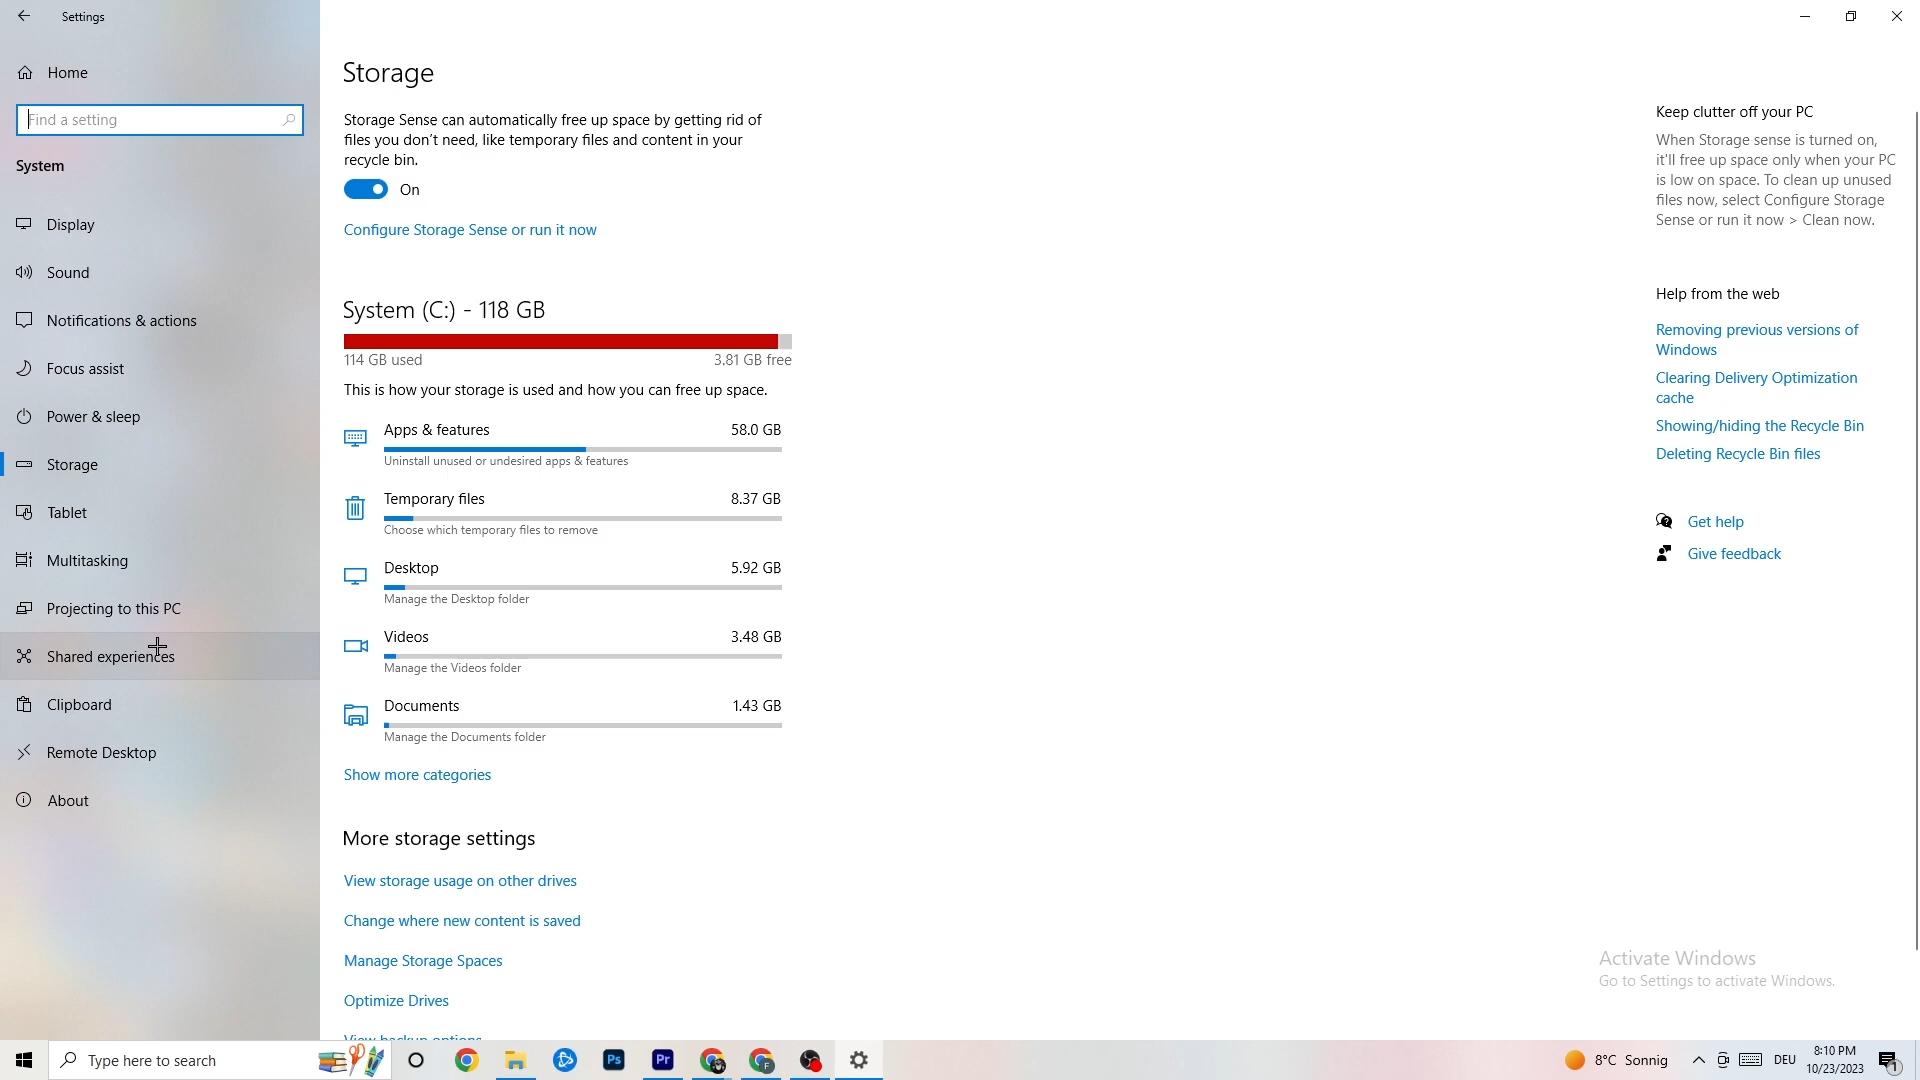 Settings
Home
Find a setting
System
Display
Sound
Notifications & actions
Focus assist
Power & sleep
Storage
Tablet
Multitasking
Projecting to this PC
Shared experiences
Clipboard
Remote Desktop
About
Storage
Storage Sense can automatically free up space by getting rid of
files you don't need, like temporary files and content in your
recycle bin.
On
Configure Storage Sense or run it now
System (C:) - 118 GB
114 GB used 3.81 GB free
This is how your storage is used and how you can free up space.
Apps & features 58.0 GB
Uninstall unused or undesired apps & features
Temporary files 8.37 GB
Choose which temporary files to remove
Desktop 5.92 GB
Manage the Desktop folder
Videos 3.48 GB
Manage the Videos folder
Documents 1.43 GB
Manage the Documents folder
Show more categories
More storage settings
View storage usage on other drives
Change where new content is saved
Manage Storage Spaces
Optimize Drives
View backup options
Keep clutter off your PC
When Storage sense is turned on,
it'll free up space only when your PC
is low on space. To clean up unused
files now, select Configure Storage
Sense or run it now > Clean now.
Help from the web
Removing previous versions of
Windows
Clearing Delivery Optimization
cache
Showing/hiding the Recycle Bin
Deleting Recycle Bin files
Get help
Give feedback
Activate Windows
Go to Settings to activate Windows.
Type here to search
Ps
Pr
F
8°C Sonnig
DEU
8:10 PM
10/23/2023
1